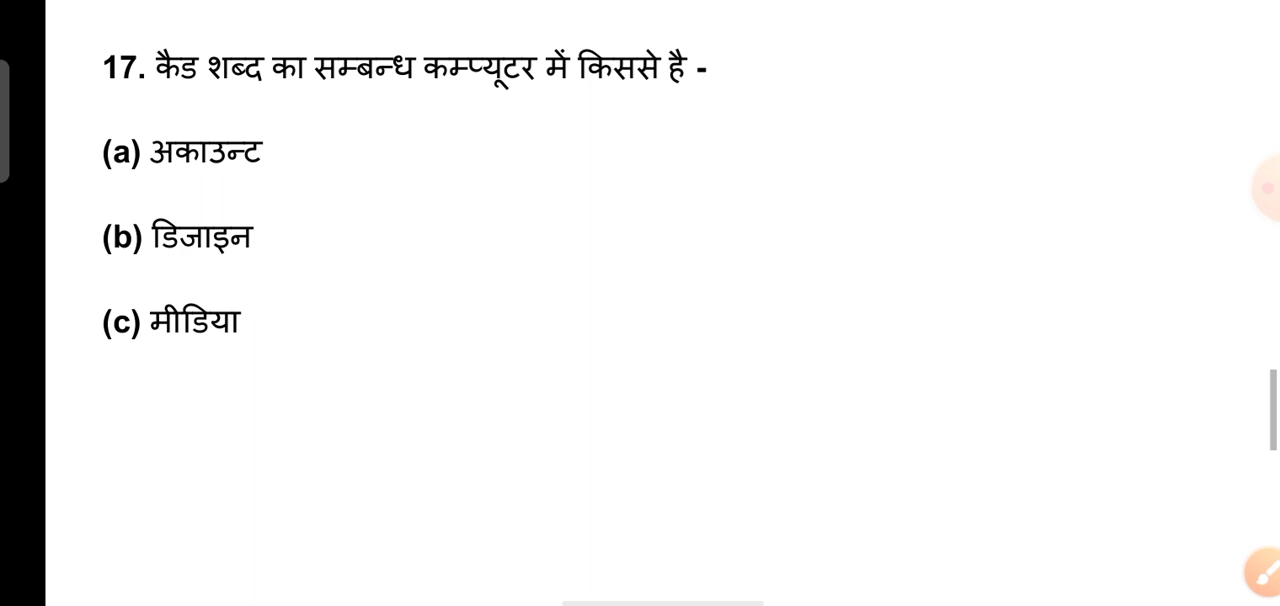 17. कैड शब्द का सम्बन्ध कम्प्यूटर में किससे है -
(a) अकाउन्ट
(b) डिजाइन
(c) मीडिया